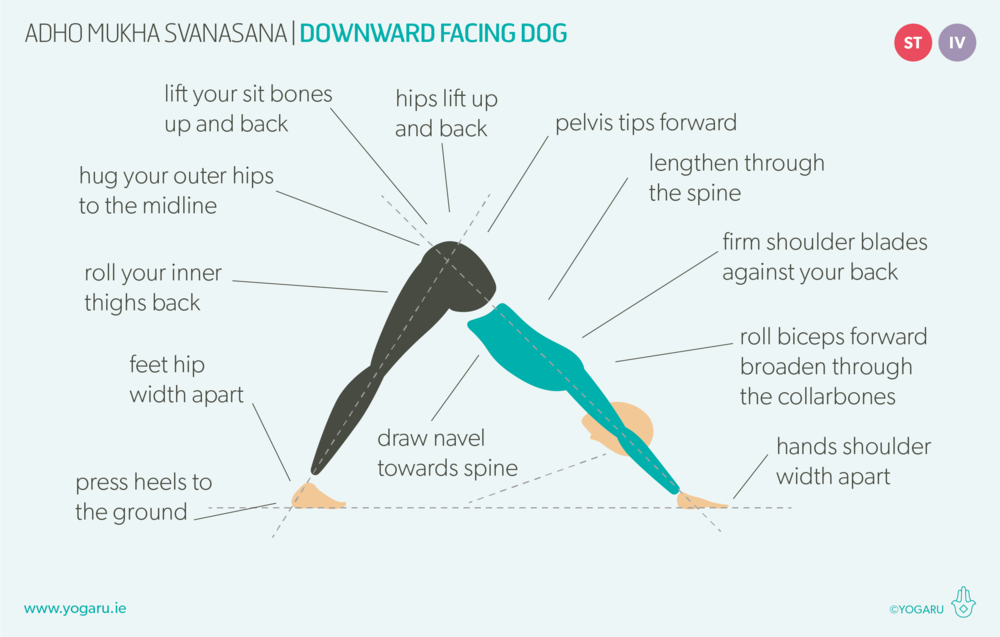 ADHO MUKHA SVANASANA | DOWNWARD FACING DOG
ST
IV
lift your sit bones
up and back
hips lift up
and back
pelvis tips forward
lengthen through
the spine
hug your outer hips
to the midline
firm shoulder blades
against your back
roll your inner
thighs back
roll biceps forward
broaden through
the collarbones
feet hip
width apart
draw navel
towards spine
hands shoulder
width apart
press heels to
the ground
www.yogaru.ie
©YOGARU